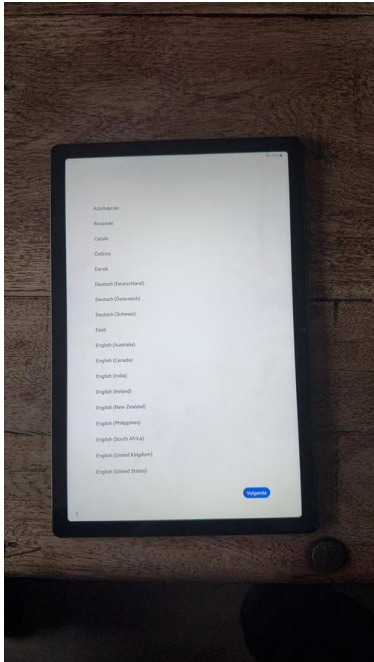 Azərbaycan
Bosanski
Català
Čeština
Dansk
Deutsch (Deutschland)
Deutsch (Österreich)
Deutsch (Schweiz)
Eesti
English (Australia)
English (Canada)
English (India)
English (Ireland)
English (New Zealand)
English (Philippines)
English (South Africa)
English (United Kingdom)
English (United States)
Volgende